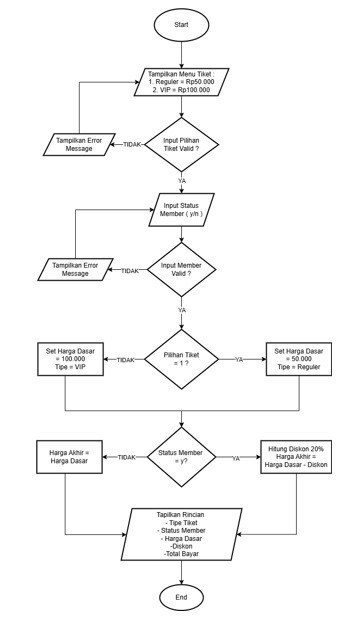 Start
Tampilkan Menu Tiket :
1. Reguler = Rp50.000
2. VIP = Rp100.000
Input Pilihan
Tiket Valid ?
TIDAK
Tampilkan Error
Message
YA
Input Status
Member ( y/n )
Input Member
Valid ?
TIDAK
Tampilkan Error
Message
YA
Pilihan Tiket
= 1 ?
TIDAK
Set Harga Dasar
= 100.000
Tipe = VIP
YA
Set Harga Dasar
= 50.000
Tipe = Reguler
Status Member
= y?
TIDAK
Harga Akhir =
Harga Dasar
YA
Hitung Diskon 20%
Harga Akhir =
Harga Dasar - Diskon
Tapilkan Rincian
- Tipe Tiket
- Status Member
- Harga Dasar
-Diskon
-Total Bayar
End